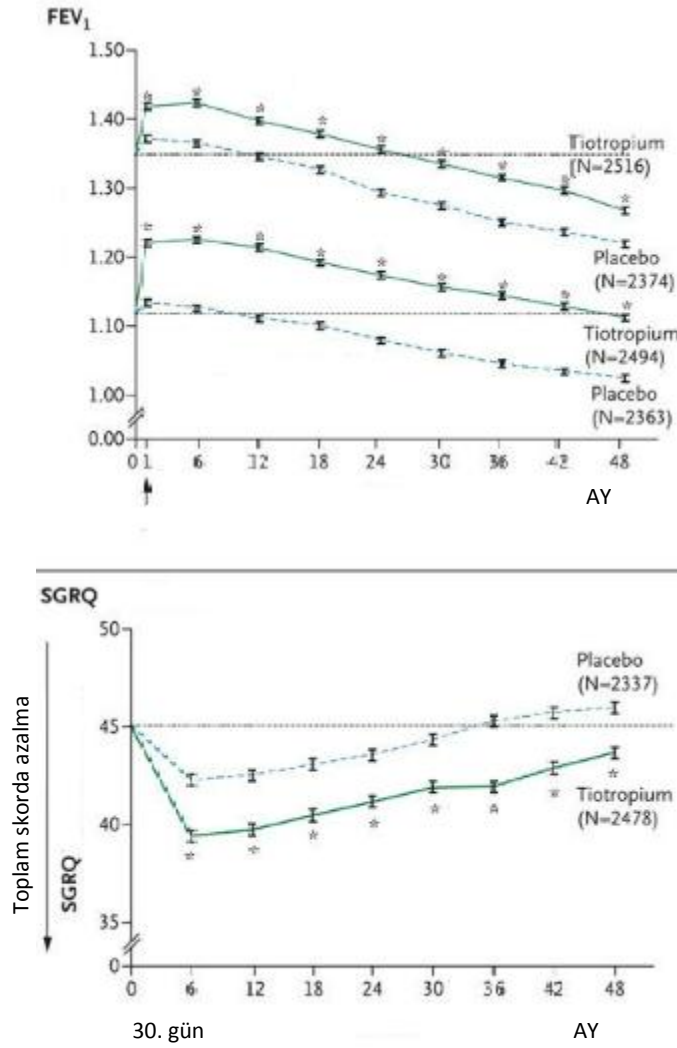 FEV1
1.50
1.40
1.30
1.20
1.10
1.00
0.00
Tiotropium
(N=2516)
Placebo
(N=2374)
Tiotropium
(N=2494)
Placebo
(N=2363)
0 1 6 12 18 24 30 36 42 48
AY
SGRQ
50
45
40
35
0
Toplam skorda azalma
SGRQ
Placebo
(N=2337)
Tiotropium
(N=2478)
0 6 12 18 24 30 36 42 48
30. gün
AY